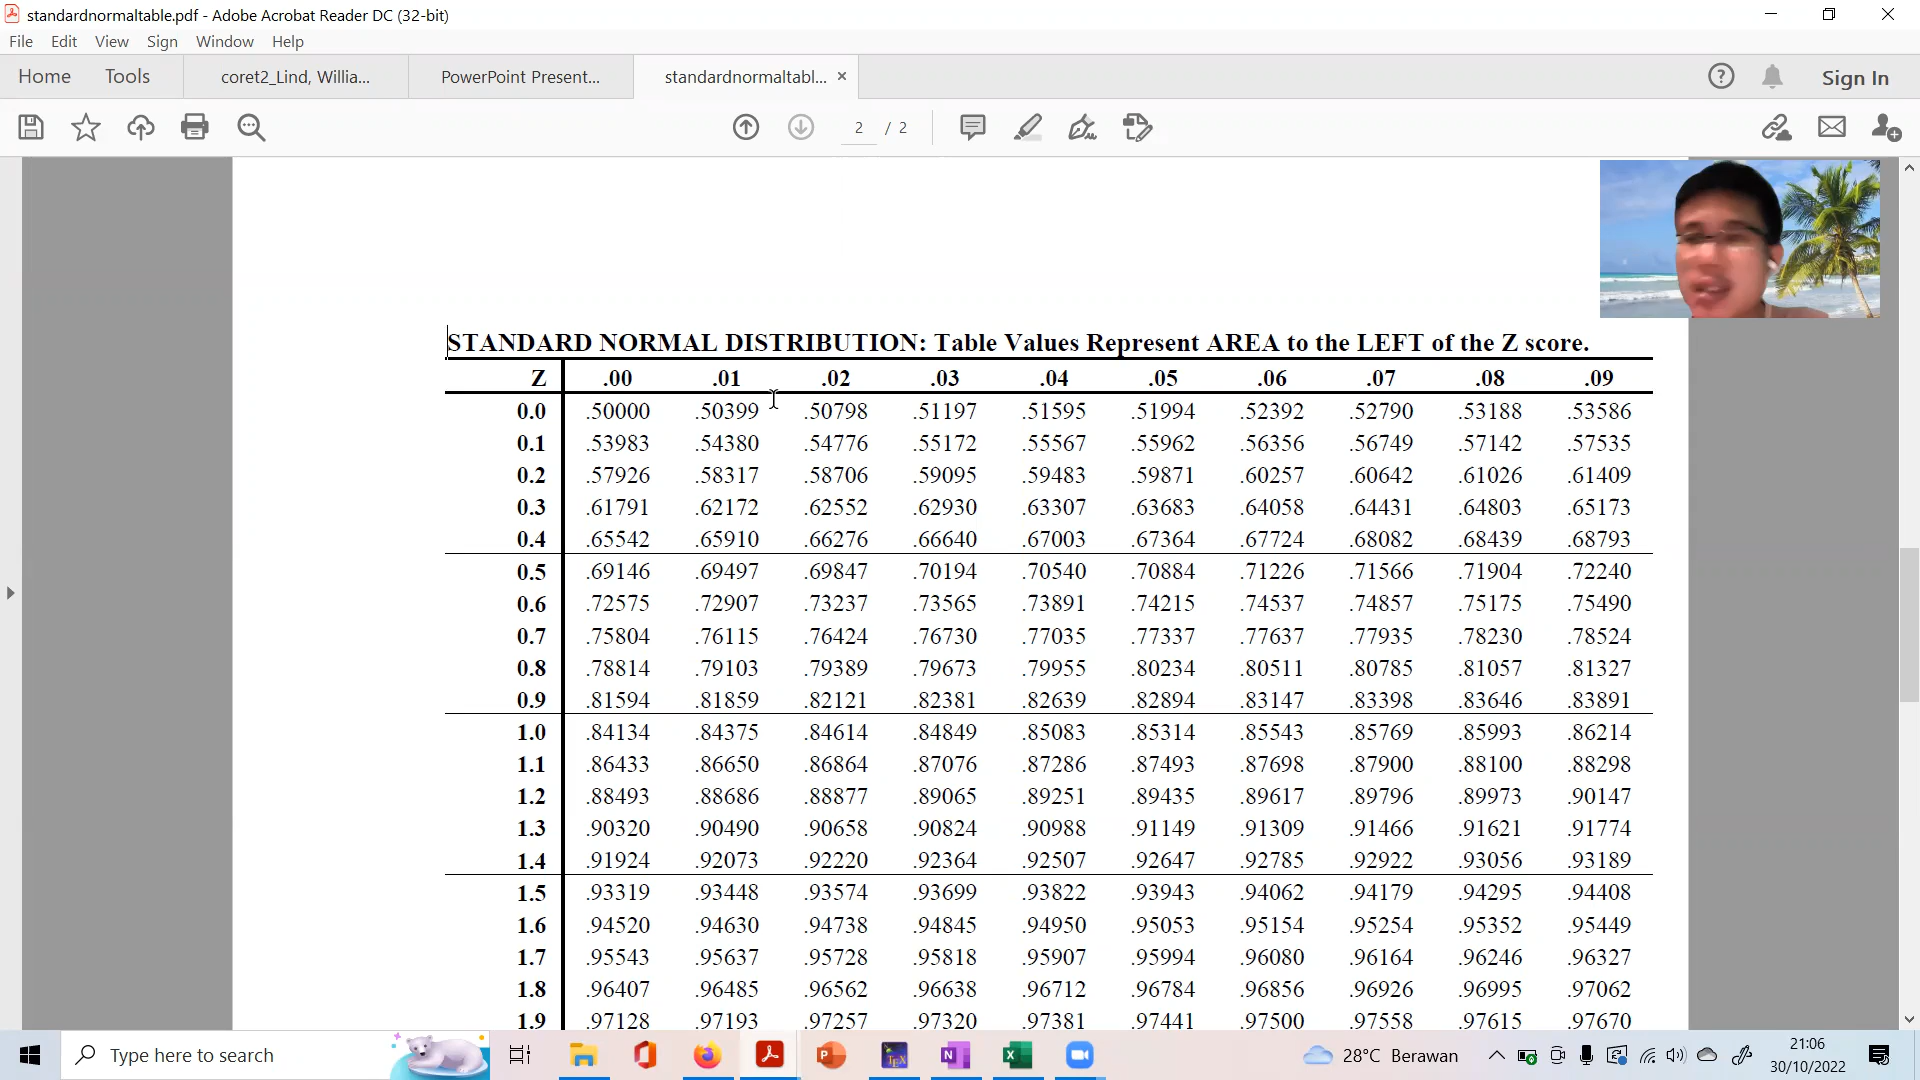 standardnormaltable.pdf - Adobe Acrobat Reader DC (32-bit)
File Edit View Sign Window Help
Home Tools coret2_Lind, Willia... PowerPoint Present... standardnormaltabl... × Sign In
2 / 2
STANDARD NORMAL DISTRIBUTION: Table Values Represent AREA to the LEFT of the Z score.
Z .00 .01 .02 .03 .04 .05 .06 .07 .08 .09
0.0 .50000 .50399 .50798 .51197 .51595 .51994 .52392 .52790 .53188 .53586
0.1 .53983 .54380 .54776 .55172 .55567 .55962 .56356 .56749 .57142 .57535
0.2 .57926 .58317 .58706 .59095 .59483 .59871 .60257 .60642 .61026 .61409
0.3 .61791 .62172 .62552 .62930 .63307 .63683 .64058 .64431 .64803 .65173
0.4 .65542 .65910 .66276 .66640 .67003 .67364 .67724 .68082 .68439 .68793
0.5 .69146 .69497 .69847 .70194 .70540 .70884 .71226 .71566 .71904 .72240
0.6 .72575 .72907 .73237 .73565 .73891 .74215 .74537 .74857 .75175 .75490
0.7 .75804 .76115 .76424 .76730 .77035 .77337 .77637 .77935 .78230 .78524
0.8 .78814 .79103 .79389 .79673 .79955 .80234 .80511 .80785 .81057 .81327
0.9 .81594 .81859 .82121 .82381 .82639 .82894 .83147 .83398 .83646 .83891
1.0 .84134 .84375 .84614 .84849 .85083 .85314 .85543 .85769 .85993 .86214
1.1 .86433 .86650 .86864 .87076 .87286 .87493 .87698 .87900 .88100 .88298
1.2 .88493 .88686 .88877 .89065 .89251 .89435 .89617 .89796 .89973 .90147
1.3 .90320 .90490 .90658 .90824 .90988 .91149 .91309 .91466 .91621 .91774
1.4 .91924 .92073 .92220 .92364 .92507 .92647 .92785 .92922 .93056 .93189
1.5 .93319 .93448 .93574 .93699 .93822 .93943 .94062 .94179 .94295 .94408
1.6 .94520 .94630 .94738 .94845 .94950 .95053 .95154 .95254 .95352 .95449
1.7 .95543 .95637 .95728 .95818 .95907 .95994 .96080 .96164 .96246 .96327
1.8 .96407 .96485 .96562 .96638 .96712 .96784 .96856 .96926 .96995 .97062
1.9 .97128 .97193 .97257 .97320 .97381 .97441 .97500 .97558 .97615 .97670
Type here to search 28°C Berawan 21:06
30/10/2022